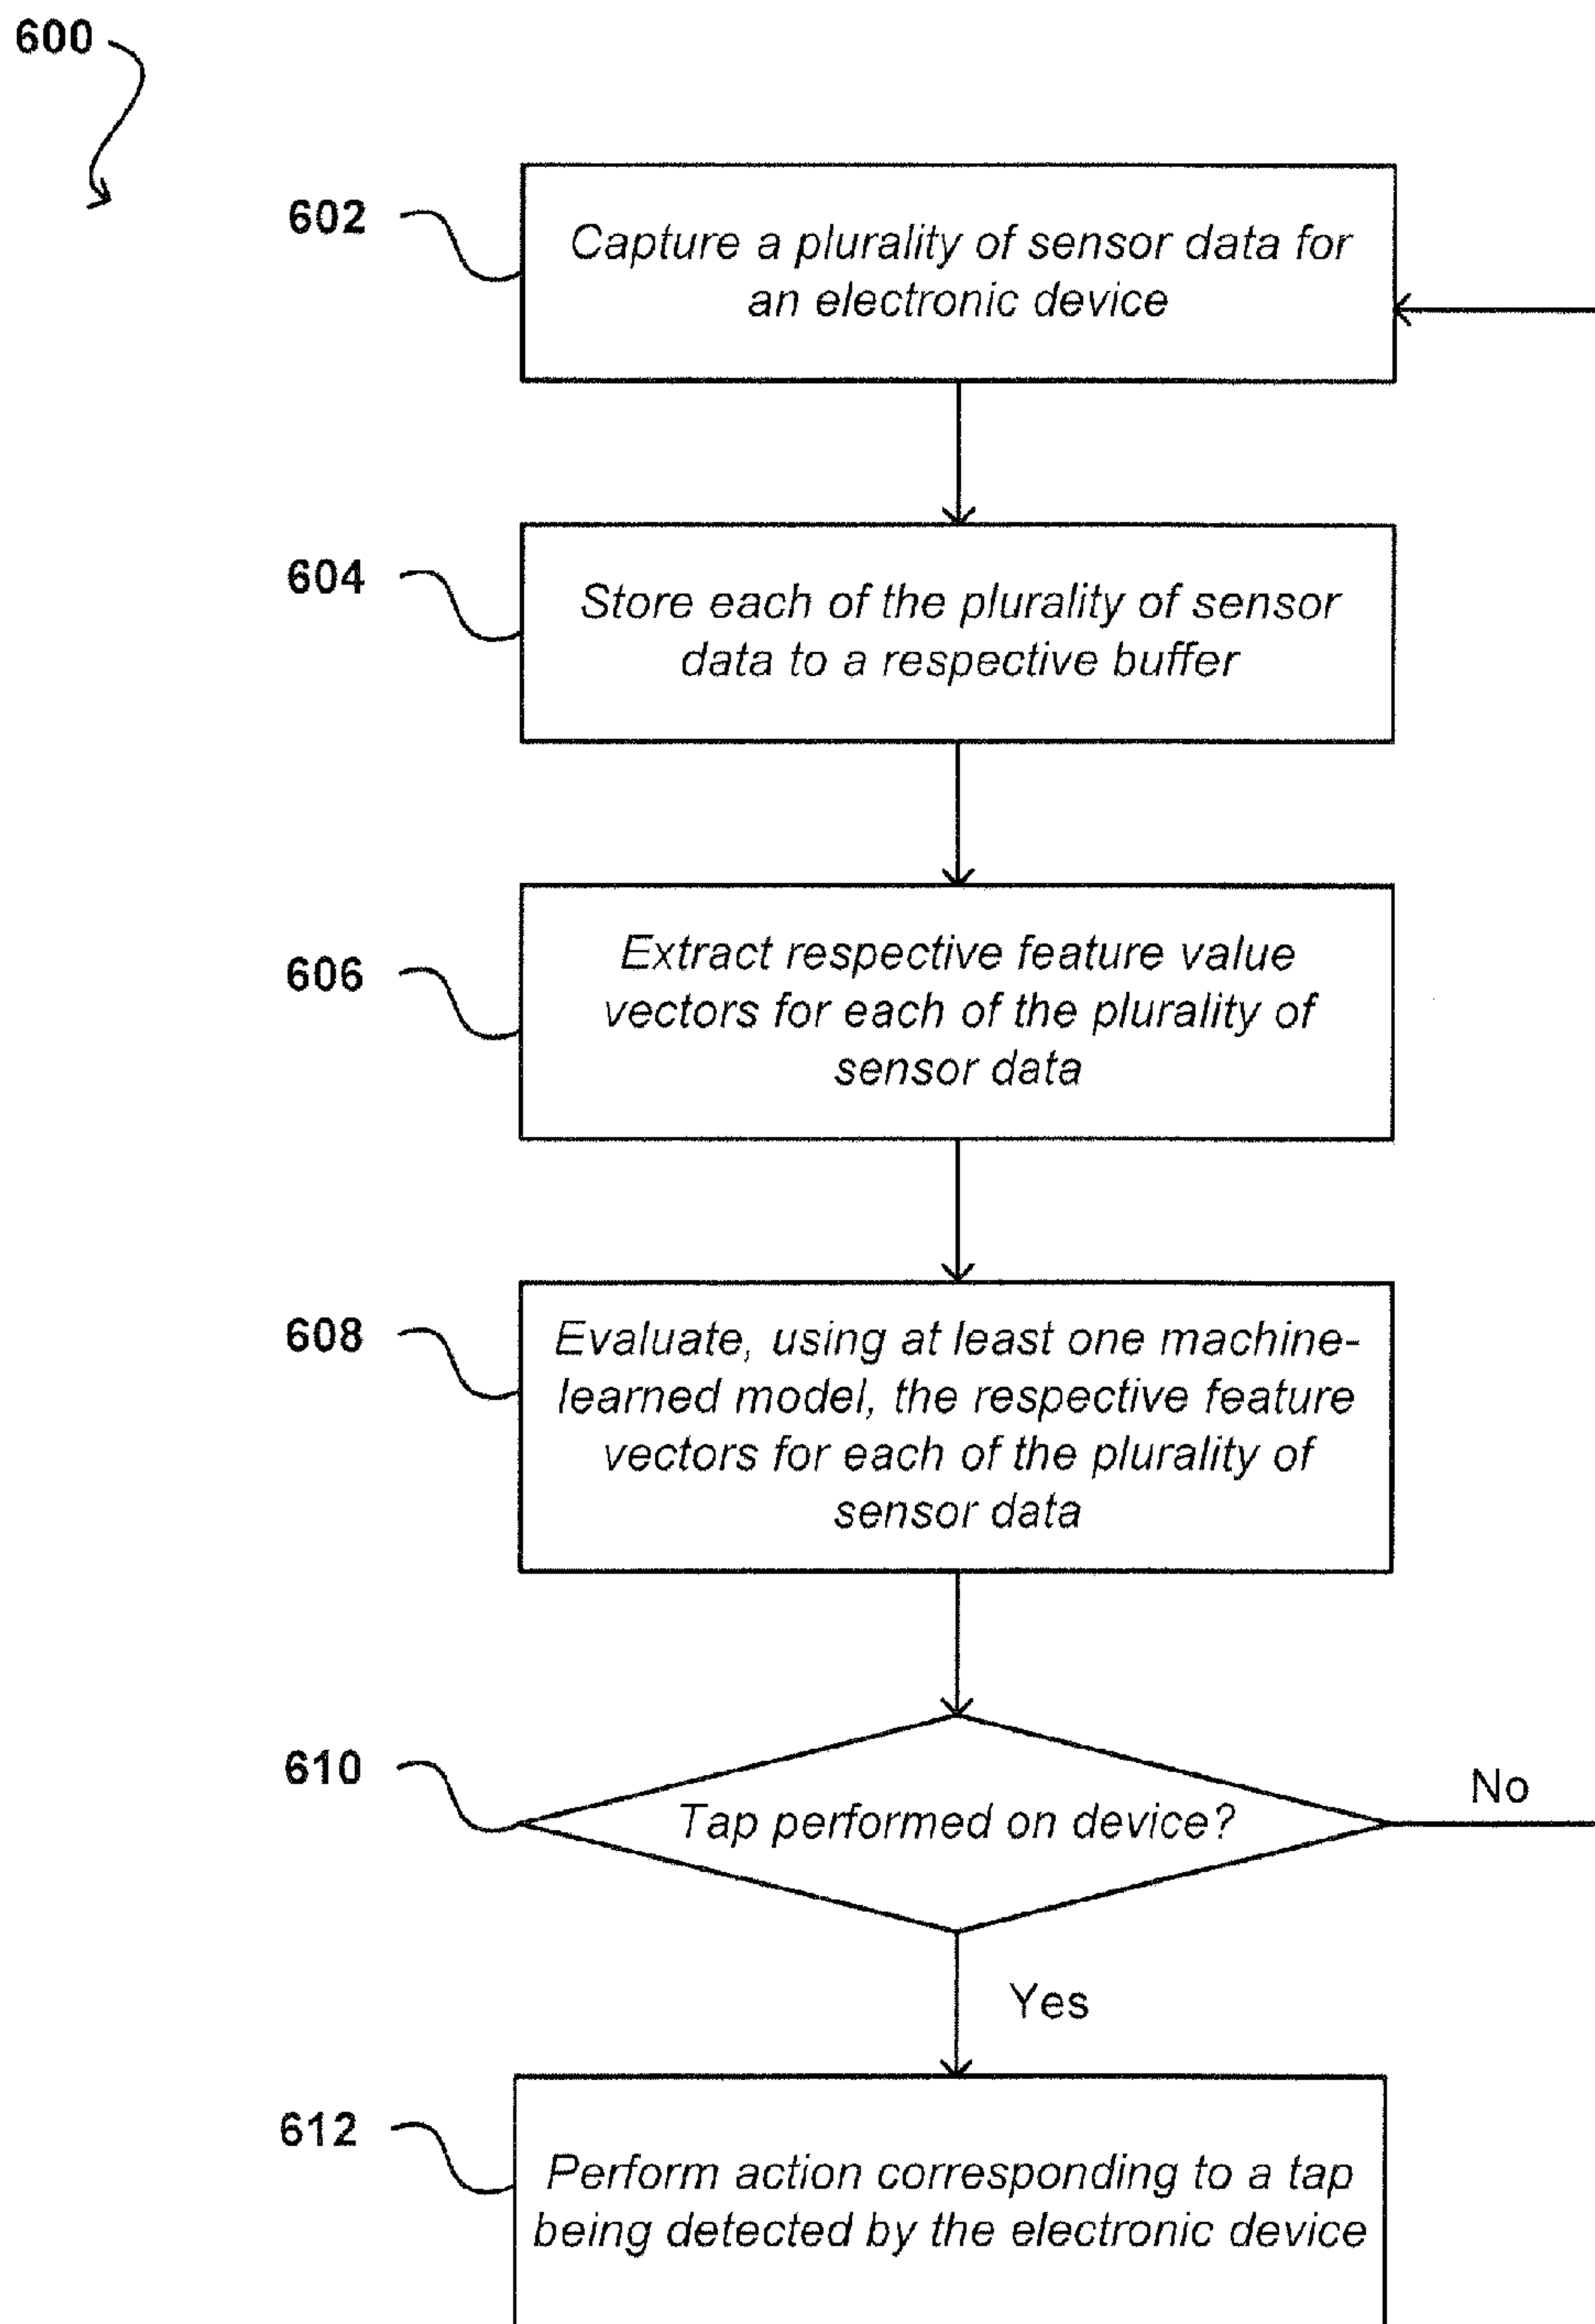 600
602
Capture a plurality of sensor data for
an electronic device
604
Store each of the plurality of sensor
data to a respective buffer
606
Extract respective feature value
vectors for each of the plurality of
sensor data
608
Evaluate, using at least one machine-
learned model, the respective feature
vectors for each of the plurality of
sensor data
610
Tap performed on device?
No
Yes
612
Perform action corresponding to a tap
being detected by the electronic device